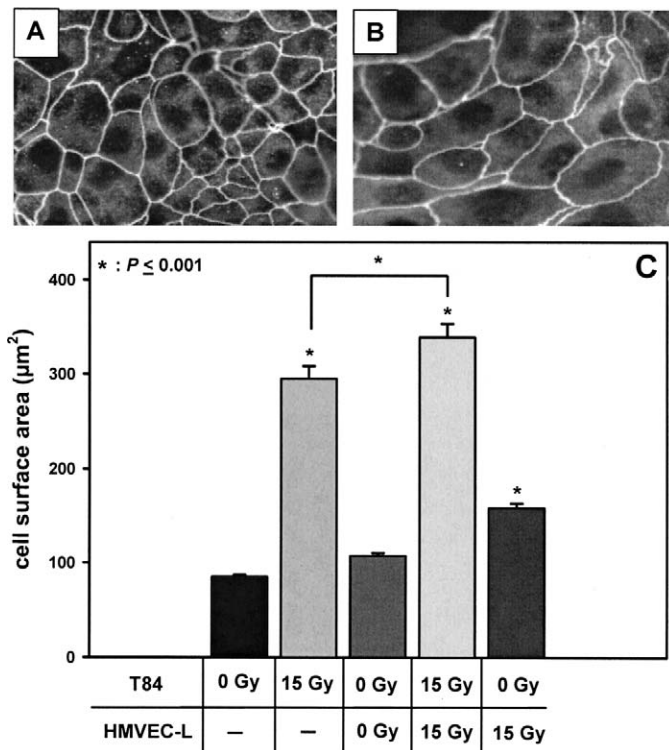 A
B
C
* : P ≤ 0.001
*
*
*
*
400
300
200
100
0
cell surface area (µm²)
T84 0 Gy 15 Gy 0 Gy 15 Gy 0 Gy
HMVEC-L – – 0 Gy 15 Gy 15 Gy